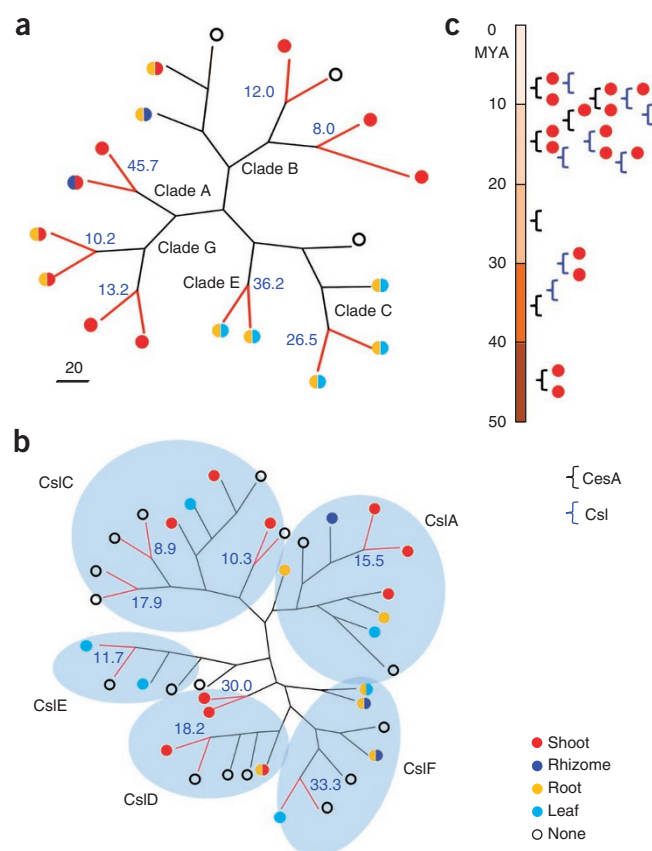 a
12.0
8.0
Clade B
45.7
Clade A
10.2
Clade G
13.2
Clade E
36.2
Clade C
26.5
20
c
0
MYA
10
20
30
40
50
CesA
Csl
b
CslC
8.9
10.3
17.9
CslA
15.5
11.7
CslE
30.0
18.2
CslD
CslF
33.3
Shoot
Rhizome
Root
Leaf
None